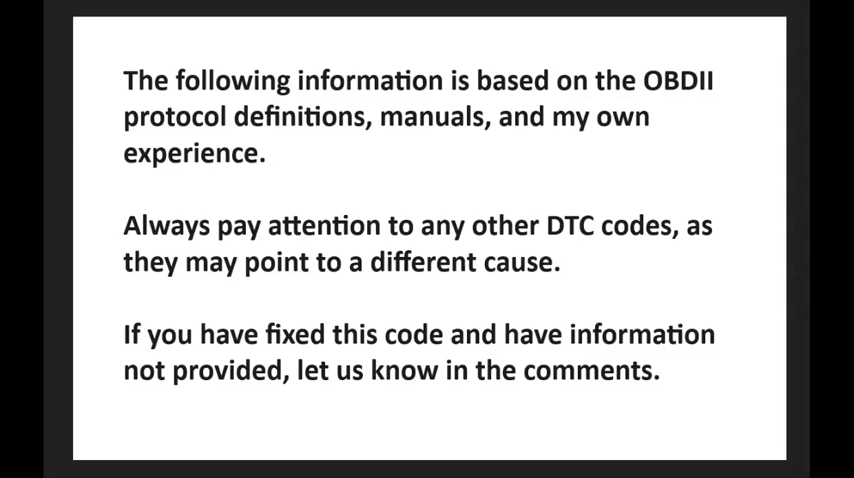 The following information is based on the OBDII
protocol definitions, manuals, and my own
experience.
Always pay attention to any other DTC codes, as
they may point to a different cause.
If you have fixed this code and have information
not provided, let us know in the comments.